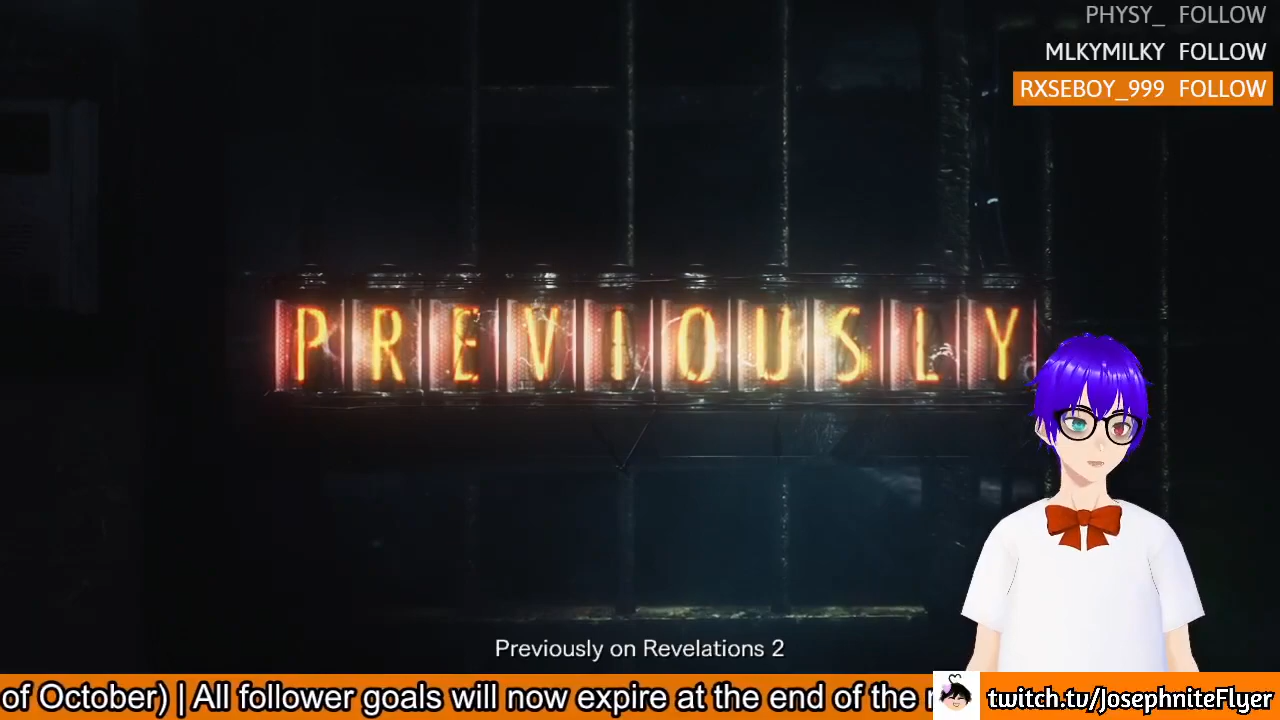 PHYSY_ FOLLOW
MLKYMILKY FOLLOW
RXSEBOY_999 FOLLOW
PREVIOUSLY
Previously on Revelations 2
of October) | All follower goals will now expire at the end of the
twitch.tv/JosephniteFlyer